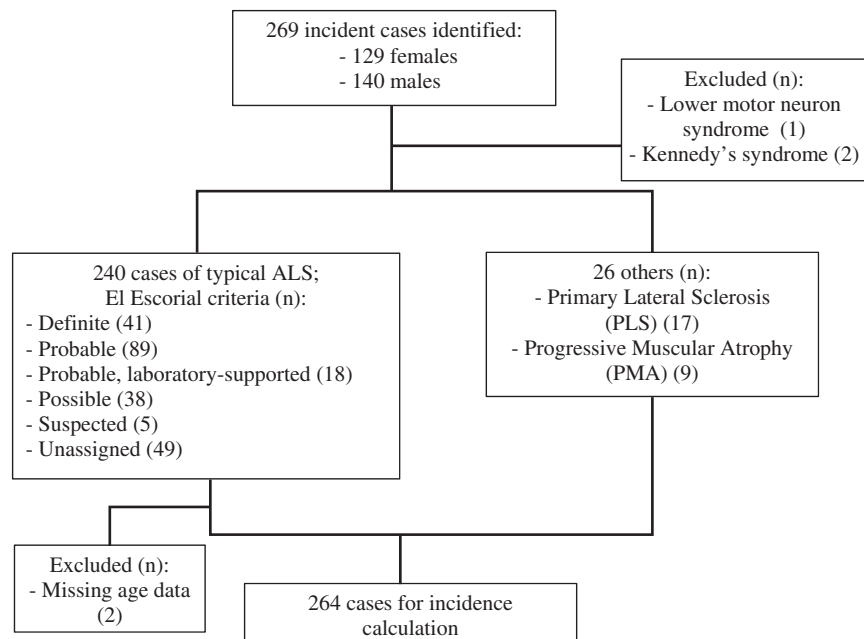 269 incident cases identified:
- 129 females
- 140 males
Excluded (n):
- Lower motor neuron
syndrome (1)
- Kennedy's syndrome (2)
240 cases of typical ALS;
El Escorial criteria (n):
- Definite (41)
- Probable (89)
- Probable, laboratory-supported (18)
- Possible (38)
- Suspected (5)
- Unassigned (49)
26 others (n):
- Primary Lateral Sclerosis
(PLS) (17)
- Progressive Muscular Atrophy
(PMA) (9)
Excluded (n):
- Missing age data
(2)
264 cases for incidence
calculation